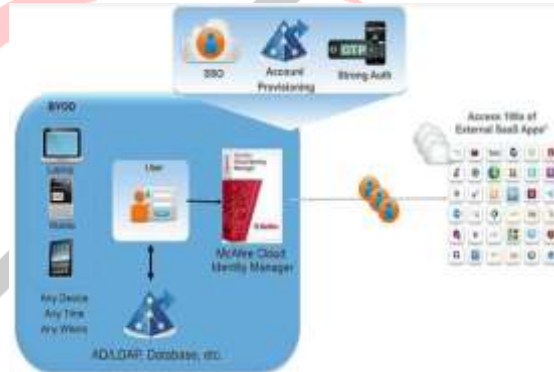 SSO
Account
Provisioning
OTP
Strong Auth
BYOD
Laptop
Mobile
User
Any Device
Any Time
Any Where
McAfee Cloud
Identity Manager
AD/LDAP, Database, etc.
Access 100s of
External SaaS Apps